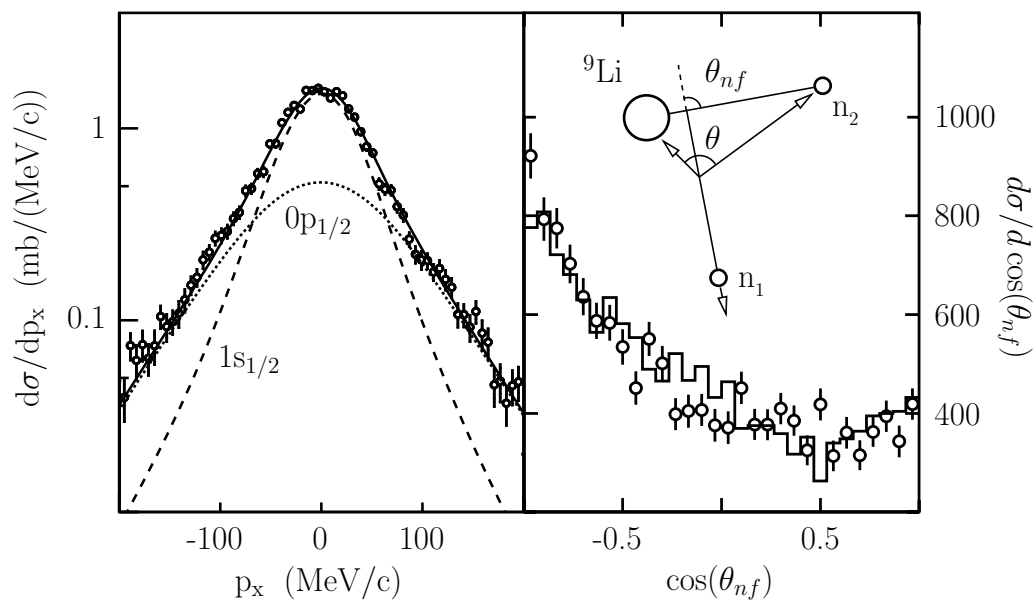 dσ/dpₓ (mb/(MeV/c))
1
0.1
0p₁/₂
1s₁/₂
-100 0 100
pₓ (MeV/c)
⁹Li
θₙf
n₂
θ
n₁
1000
800
600
400
dσ/d cos(θₙf)
-0.5 0.5
cos(θₙf)